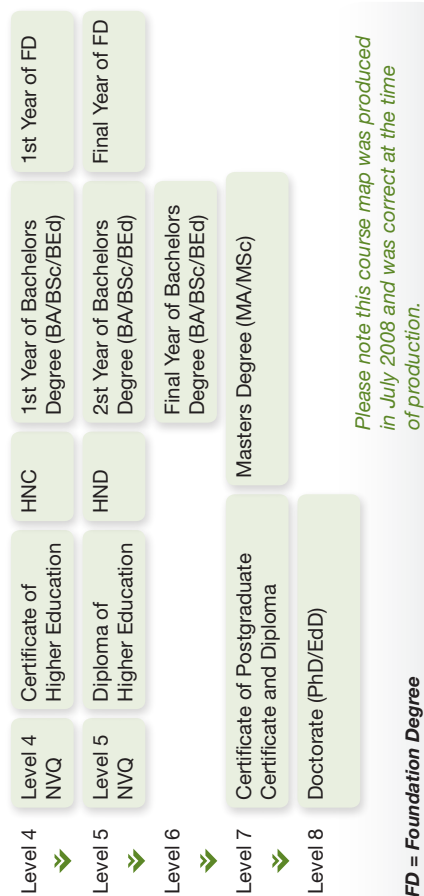 Level 4
Level 4
NVQ
Certificate of
Higher Education
HNC
1st Year of Bachelors
Degree (BA/BSc/BEd)
1st Year of FD
Level 5
Level 5
NVQ
Diploma of
Higher Education
HND
2st Year of Bachelors
Degree (BA/BSc/BEd)
Final Year of FD
Level 6
Final Year of Bachelors
Degree (BA/BSc/BEd)
Level 7
Certificate of Postgraduate
Certificate and Diploma
Masters Degree (MA/MSc)
Level 8
Doctorate (PhD/EdD)
FD = Foundation Degree
Please note this course map was produced
in July 2008 and was correct at the time
of production.